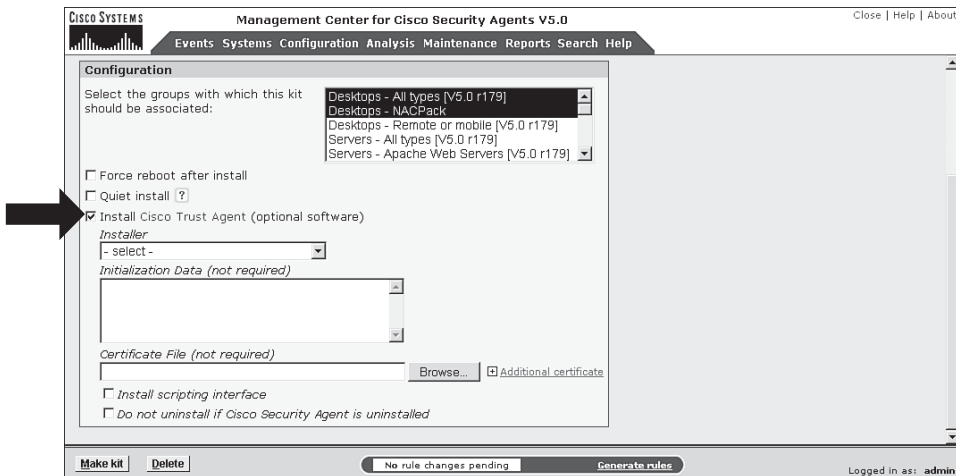 CISCO SYSTEMS
Management Center for Cisco Security Agents V5.0
Close | Help | About
Events Systems Configuration Analysis Maintenance Reports Search Help
Configuration
Select the groups with which this kit
should be associated:
Desktops - All types [V5.0 r179]
Desktops - NACPack
Desktops - Remote or mobile [V5.0 r179]
Servers - All types [V5.0 r179]
Servers - Apache Web Servers [V5.0 r179]
Force reboot after install
Quiet install ?
Install Cisco Trust Agent (optional software)
Installer
- select -
Initialization Data (not required)
Certificate File (not required)
Browse...
Additional certificate
Install scripting interface
Do not uninstall if Cisco Security Agent is uninstalled
Make kit Delete
No rule changes pending Generate rules
Logged in as: admin